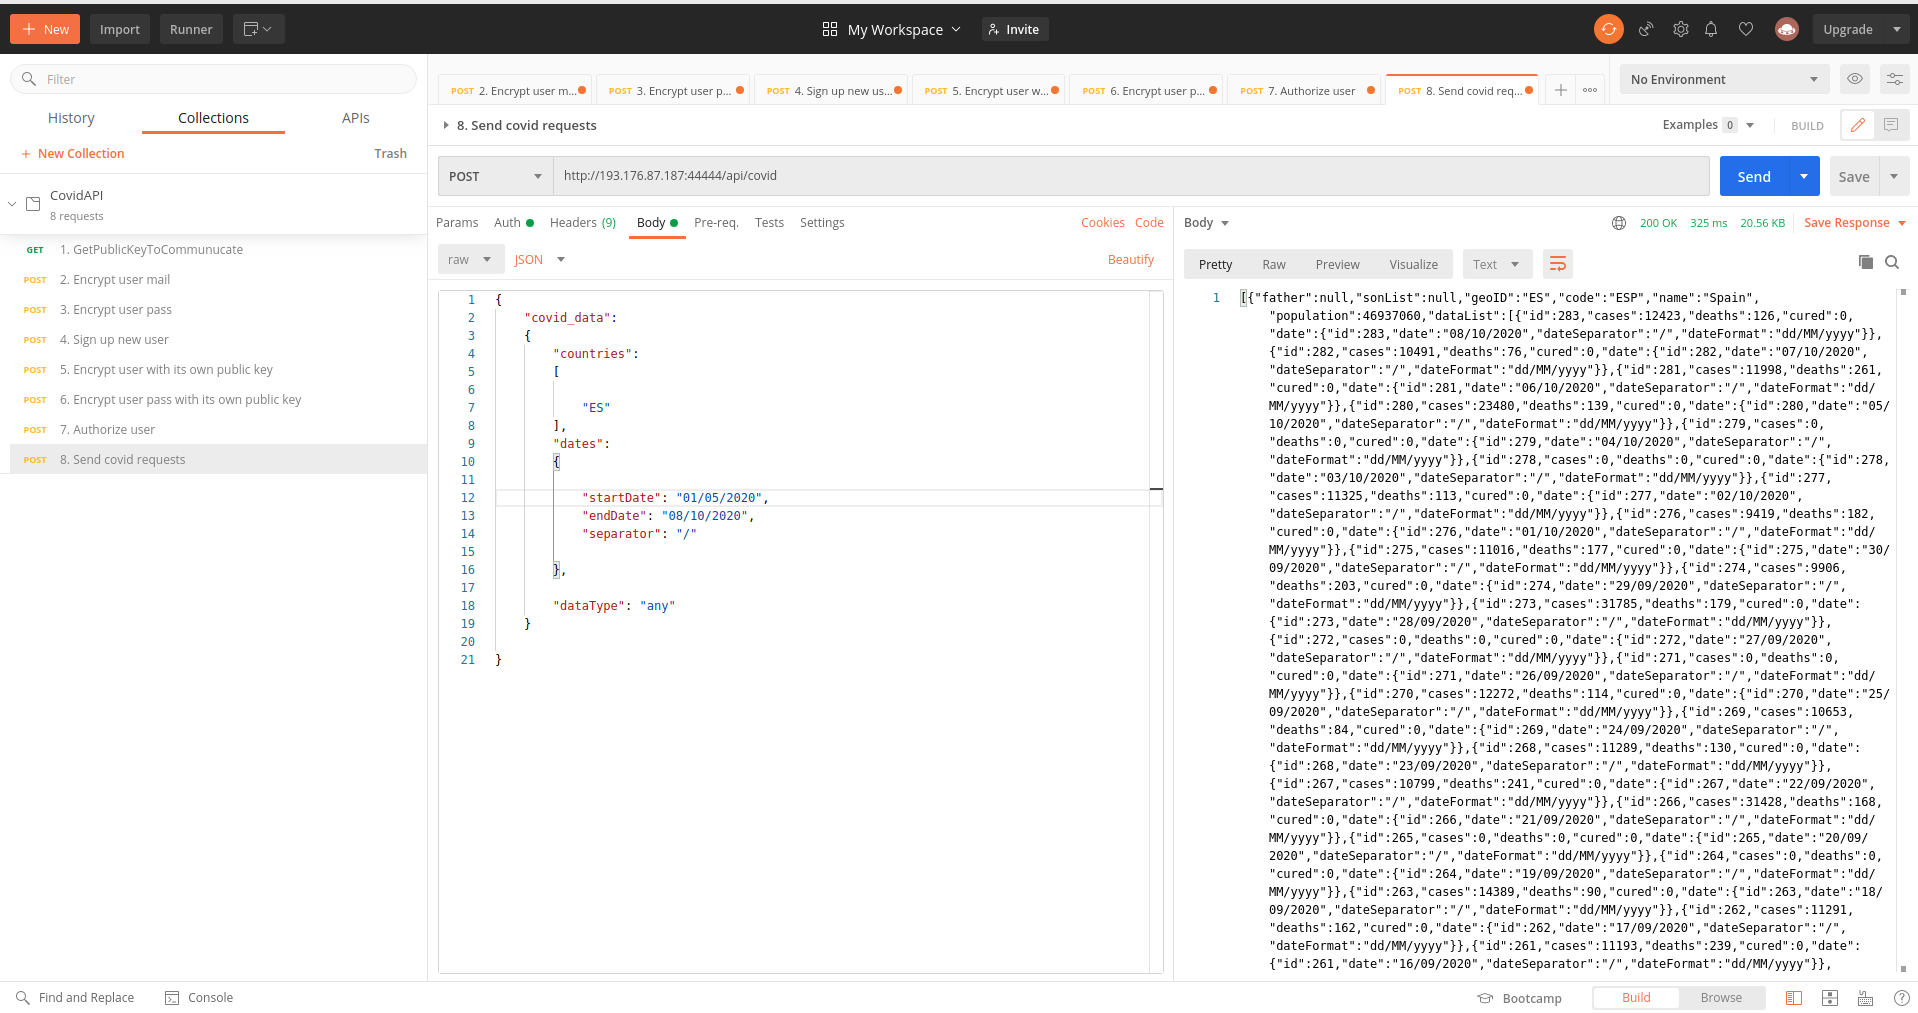 New
Import
Runner
My Workspace
Invite
Upgrade
Filter
History
Collections
APIs
New Collection
Trash
CovidAPI
8 requests
GET 1. GetPublicKeyToCommunucate
POST 2. Encrypt user mail
POST 3. Encrypt user pass
POST 4. Sign up new user
POST 5. Encrypt user with its own public key
POST 6. Encrypt user pass with its own public key
POST 7. Authorize user
POST 8. Send covid requests
POST 2. Encrypt user m...
POST 3. Encrypt user p...
POST 4. Sign up new us...
POST 5. Encrypt user w...
POST 6. Encrypt user p...
POST 7. Authorize user
POST 8. Send covid req...
No Environment
8. Send covid requests
Examples 0
BUILD
POST
http://193.176.87.187:44444/api/covid
Send
Save
Params
Auth
Headers (9)
Body
Pre-req.
Tests
Settings
Cookies
Code
raw
JSON
Beautify
1 {
2 "covid_data":
3 {
4 "countries":
5 [
6
7 "ES"
8 ],
9 "dates":
10 {
11
12 "startDate": "01/05/2020",
13 "endDate": "08/10/2020",
14 "separator": "/"
15
16 },
17
18 "dataType": "any"
19 }
20
21 }
Body
200 OK
325 ms
20.56 KB
Save Response
Pretty
Raw
Preview
Visualize
Text
1 [{"father":null,"sonList":null,"geoID":"ES","code":"ESP","name":"Spain",
"population":46937060,"dataList":[{"id":283,"cases":12423,"deaths":126,"cured":0,
"date":{"id":283,"date":"08/10/2020","dateSeparator":"/","dateFormat":"dd/MM/yyyy"}},
{"id":282,"cases":10491,"deaths":76,"cured":0,"date":{"id":282,"date":"07/10/2020",
"dateSeparator":"/","dateFormat":"dd/MM/yyyy"}},{"id":281,"cases":11998,"deaths":261,
"cured":0,"date":{"id":281,"date":"06/10/2020","dateSeparator":"/","dateFormat":"dd/
MM/yyyy"}},{"id":280,"cases":23480,"deaths":139,"cured":0,"date":{"id":280,"date":"05/
10/2020","dateSeparator":"/","dateFormat":"dd/MM/yyyy"}},{"id":279,"cases":0,
"deaths":0,"cured":0,"date":{"id":279,"date":"04/10/2020","dateSeparator":"/",
"dateFormat":"dd/MM/yyyy"}},{"id":278,"cases":0,"deaths":0,"cured":0,"date":{"id":278,
"date":"03/10/2020","dateSeparator":"/","dateFormat":"dd/MM/yyyy"}},{"id":277,
"cases":11325,"deaths":113,"cured":0,"date":{"id":277,"date":"02/10/2020",
"dateSeparator":"/","dateFormat":"dd/MM/yyyy"}},{"id":276,"cases":9419,"deaths":182,
"cured":0,"date":{"id":276,"date":"01/10/2020","dateSeparator":"/","dateFormat":"dd/
MM/yyyy"}},{"id":275,"cases":11016,"deaths":177,"cured":0,"date":{"id":275,"date":"30/
09/2020","dateSeparator":"/","dateFormat":"dd/MM/yyyy"}},{"id":274,"cases":9906,
"deaths":203,"cured":0,"date":{"id":274,"date":"29/09/2020","dateSeparator":"/",
"dateFormat":"dd/MM/yyyy"}},{"id":273,"cases":31785,"deaths":179,"cured":0,"date":
{"id":273,"date":"28/09/2020","dateSeparator":"/","dateFormat":"dd/MM/yyyy"}},
{"id":272,"cases":0,"deaths":0,"cured":0,"date":{"id":272,"date":"27/09/2020",
"dateSeparator":"/","dateFormat":"dd/MM/yyyy"}},{"id":271,"cases":0,"deaths":0,
"cured":0,"date":{"id":271,"date":"26/09/2020","dateSeparator":"/","dateFormat":"dd/
MM/yyyy"}},{"id":270,"cases":12272,"deaths":114,"cured":0,"date":{"id":270,"date":"25/
09/2020","dateSeparator":"/","dateFormat":"dd/MM/yyyy"}},{"id":269,"cases":10653,
"deaths":84,"cured":0,"date":{"id":269,"date":"24/09/2020","dateSeparator":"/",
"dateFormat":"dd/MM/yyyy"}},{"id":268,"cases":11289,"deaths":130,"cured":0,"date":
{"id":268,"date":"23/09/2020","dateSeparator":"/","dateFormat":"dd/MM/yyyy"}},
{"id":267,"cases":10799,"deaths":241,"cured":0,"date":{"id":267,"date":"22/09/2020",
"dateSeparator":"/","dateFormat":"dd/MM/yyyy"}},{"id":266,"cases":31428,"deaths":168,
"cured":0,"date":{"id":266,"date":"21/09/2020","dateSeparator":"/","dateFormat":"dd/
MM/yyyy"}},{"id":265,"cases":0,"deaths":0,"cured":0,"date":{"id":265,"date":"20/09/
2020","dateSeparator":"/","dateFormat":"dd/MM/yyyy"}},{"id":264,"cases":0,"deaths":0,
"cured":0,"date":{"id":264,"date":"19/09/2020","dateSeparator":"/","dateFormat":"dd/
MM/yyyy"}},{"id":263,"cases":14389,"deaths":90,"cured":0,"date":{"id":263,"date":"18/
09/2020","dateSeparator":"/","dateFormat":"dd/MM/yyyy"}},{"id":262,"cases":11291,
"deaths":162,"cured":0,"date":{"id":262,"date":"17/09/2020","dateSeparator":"/",
"dateFormat":"dd/MM/yyyy"}},{"id":261,"cases":11193,"deaths":239,"cured":0,"date":
{"id":261,"date":"16/09/2020","dateSeparator":"/","dateFormat":"dd/MM/yyyy"}},
Find and Replace
Console
Bootcamp
Build
Browse